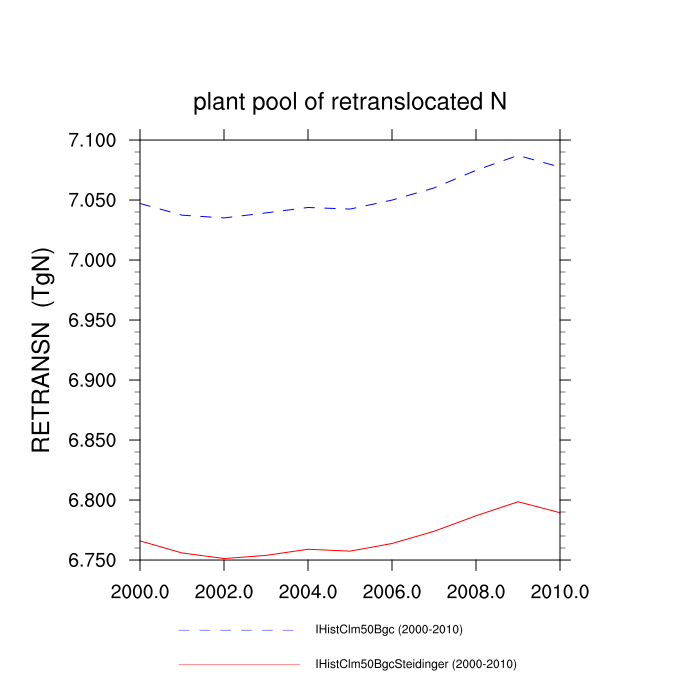 plant pool of retranslocated N
7.100
7.050
7.000
6.950
6.900
6.850
6.800
6.750
RETRANSN (TgN)
2000.0 2002.0 2004.0 2006.0 2008.0 2010.0
IHistClm50Bgc (2000-2010)
IHistClm50BgcSteidinger (2000-2010)